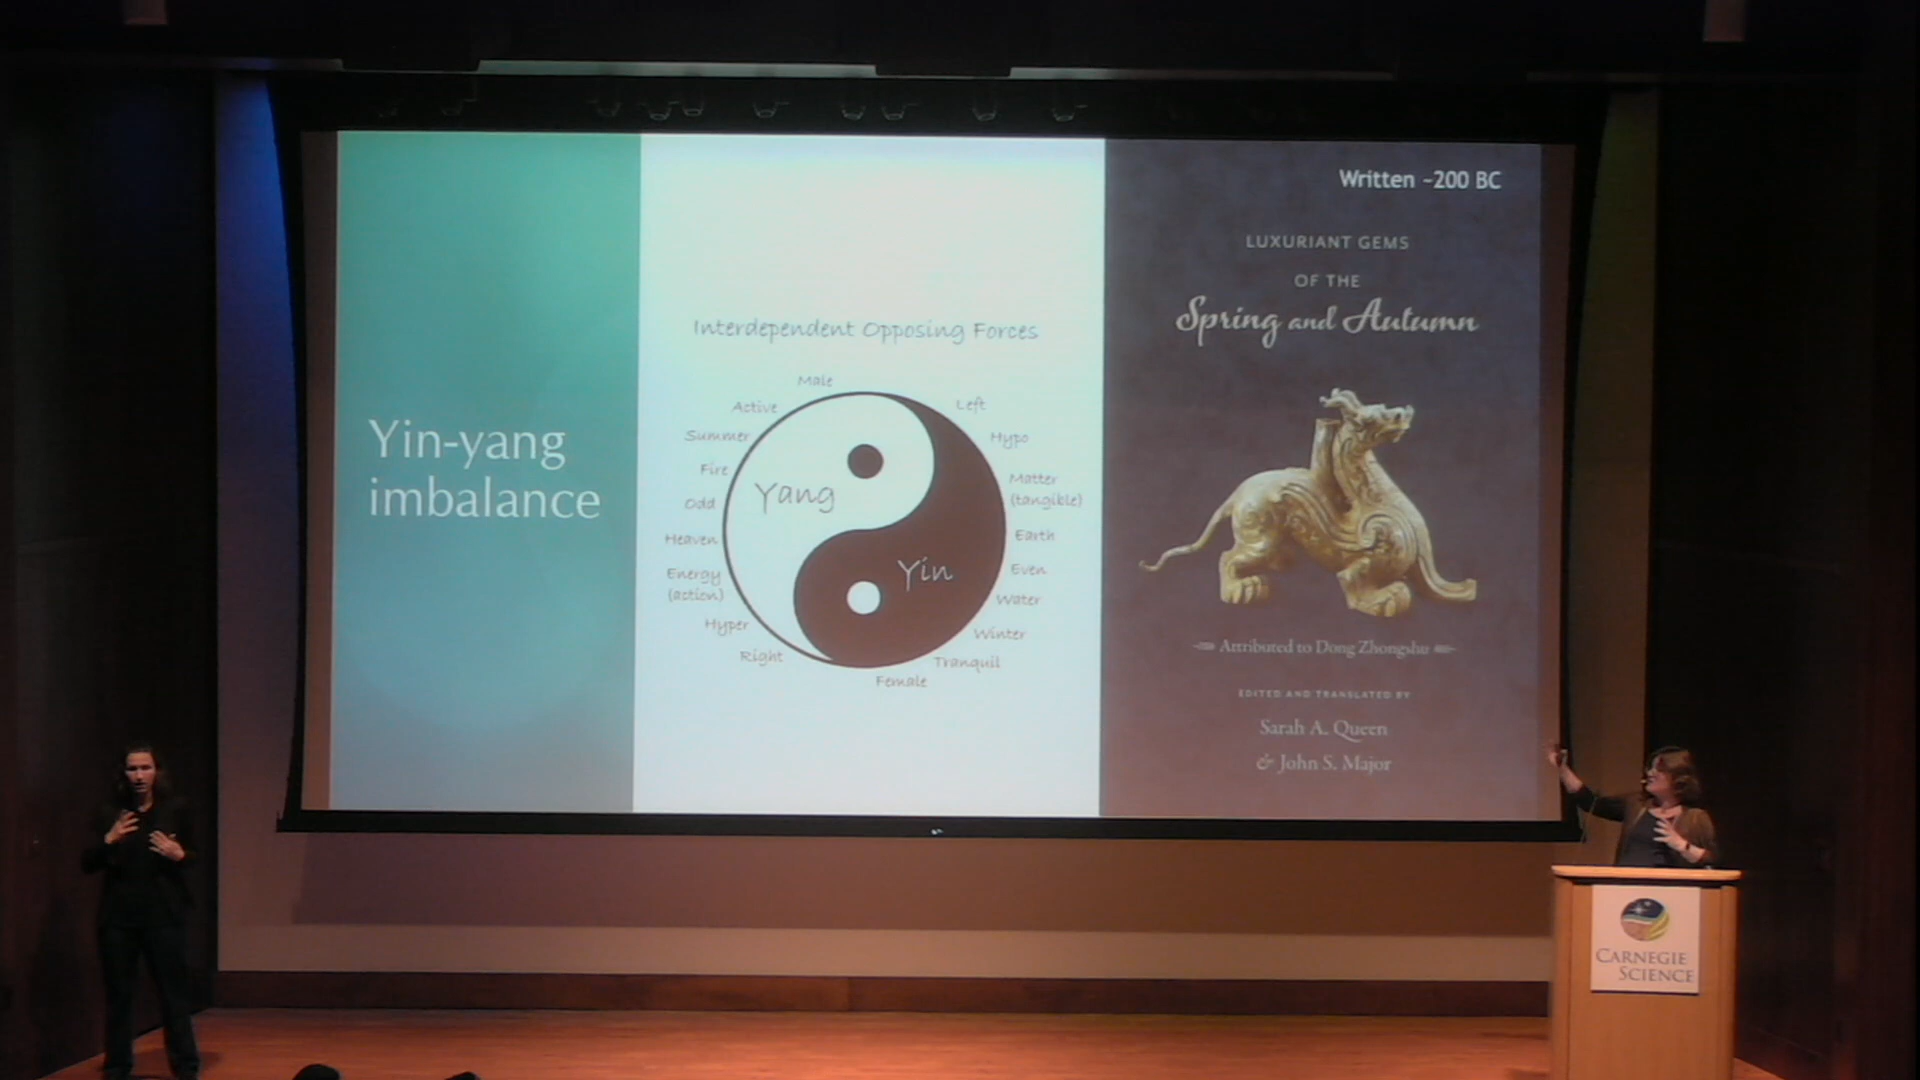 Yin-yang
imbalance
Interdependent Opposing Forces
Male
Active
Summer
Fire
Odd
Heaven
Energy
(action)
Hyper
Right
Yang
Left
Hypo
Matter
(tangible)
Earth
Even
Water
Winter
Tranquil
Female
Yin
Written ~200 BC
LUXURIANT GEMS
OF THE
Spring and Autumn
Attributed to Dong Zhongshu
EDITED AND TRANSLATED BY
Sarah A. Queen
& John S. Major
CARNEGIE
SCIENCE